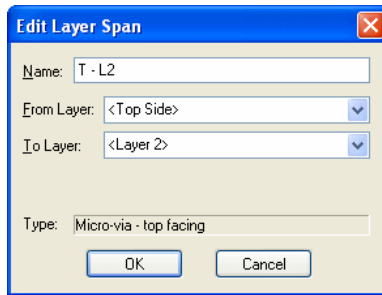 Edit Layer Span
Name: T - L2
From Layer: <Top Side>
To Layer: <Layer 2>
Type: Micro-via - top facing
OK Cancel